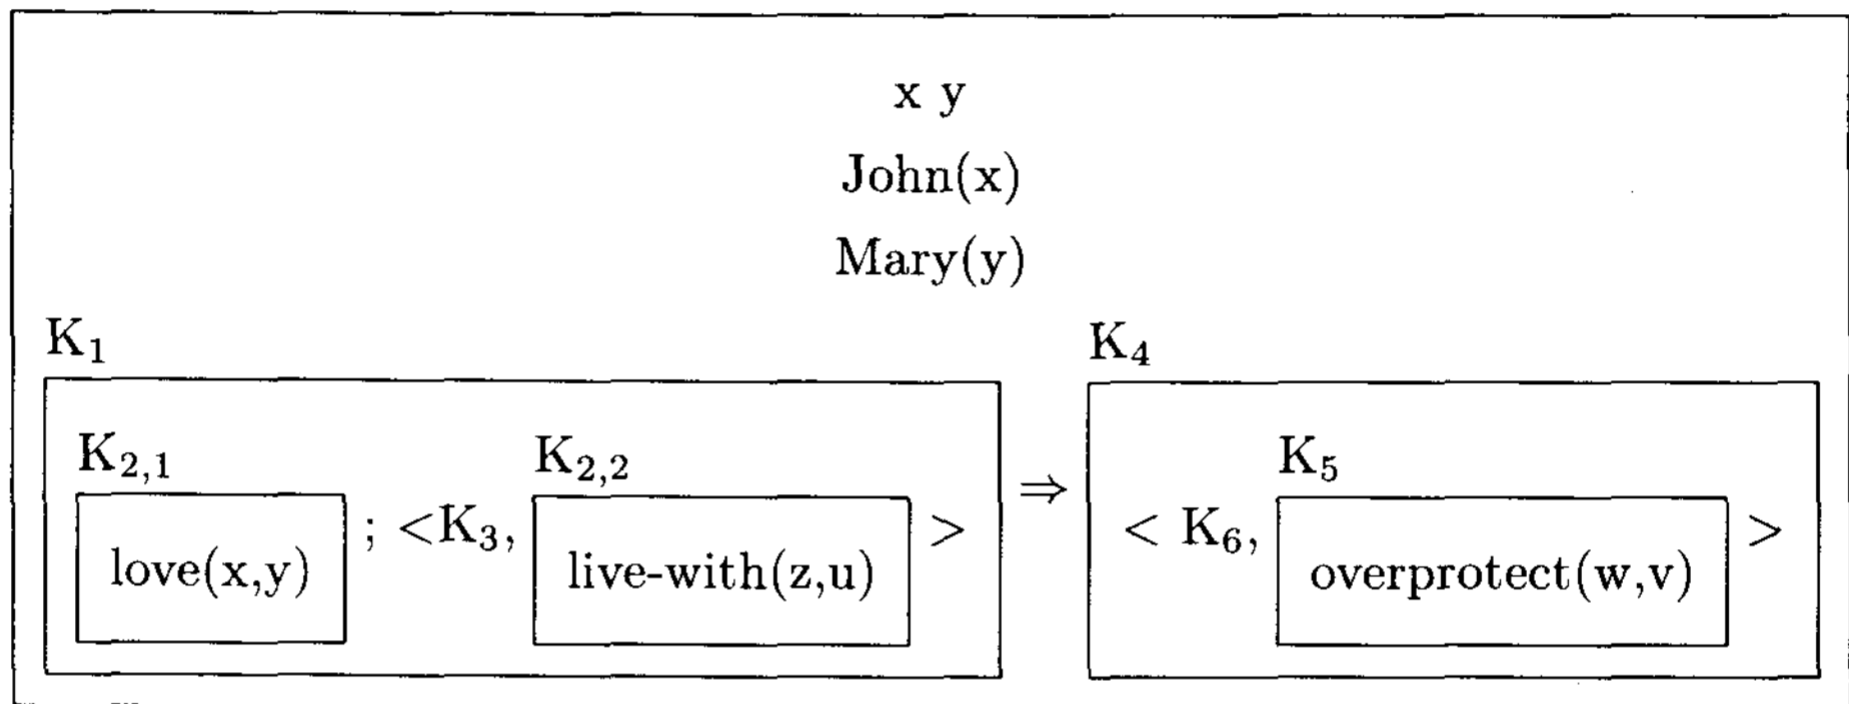 x y
John(x)
Mary(y)
K₁ K₄
K₂,₁ K₂,₂ K₅
love(x,y) ; <K₃, live-with(z,u) > ⇒ < K₆, overprotect(w,v) >